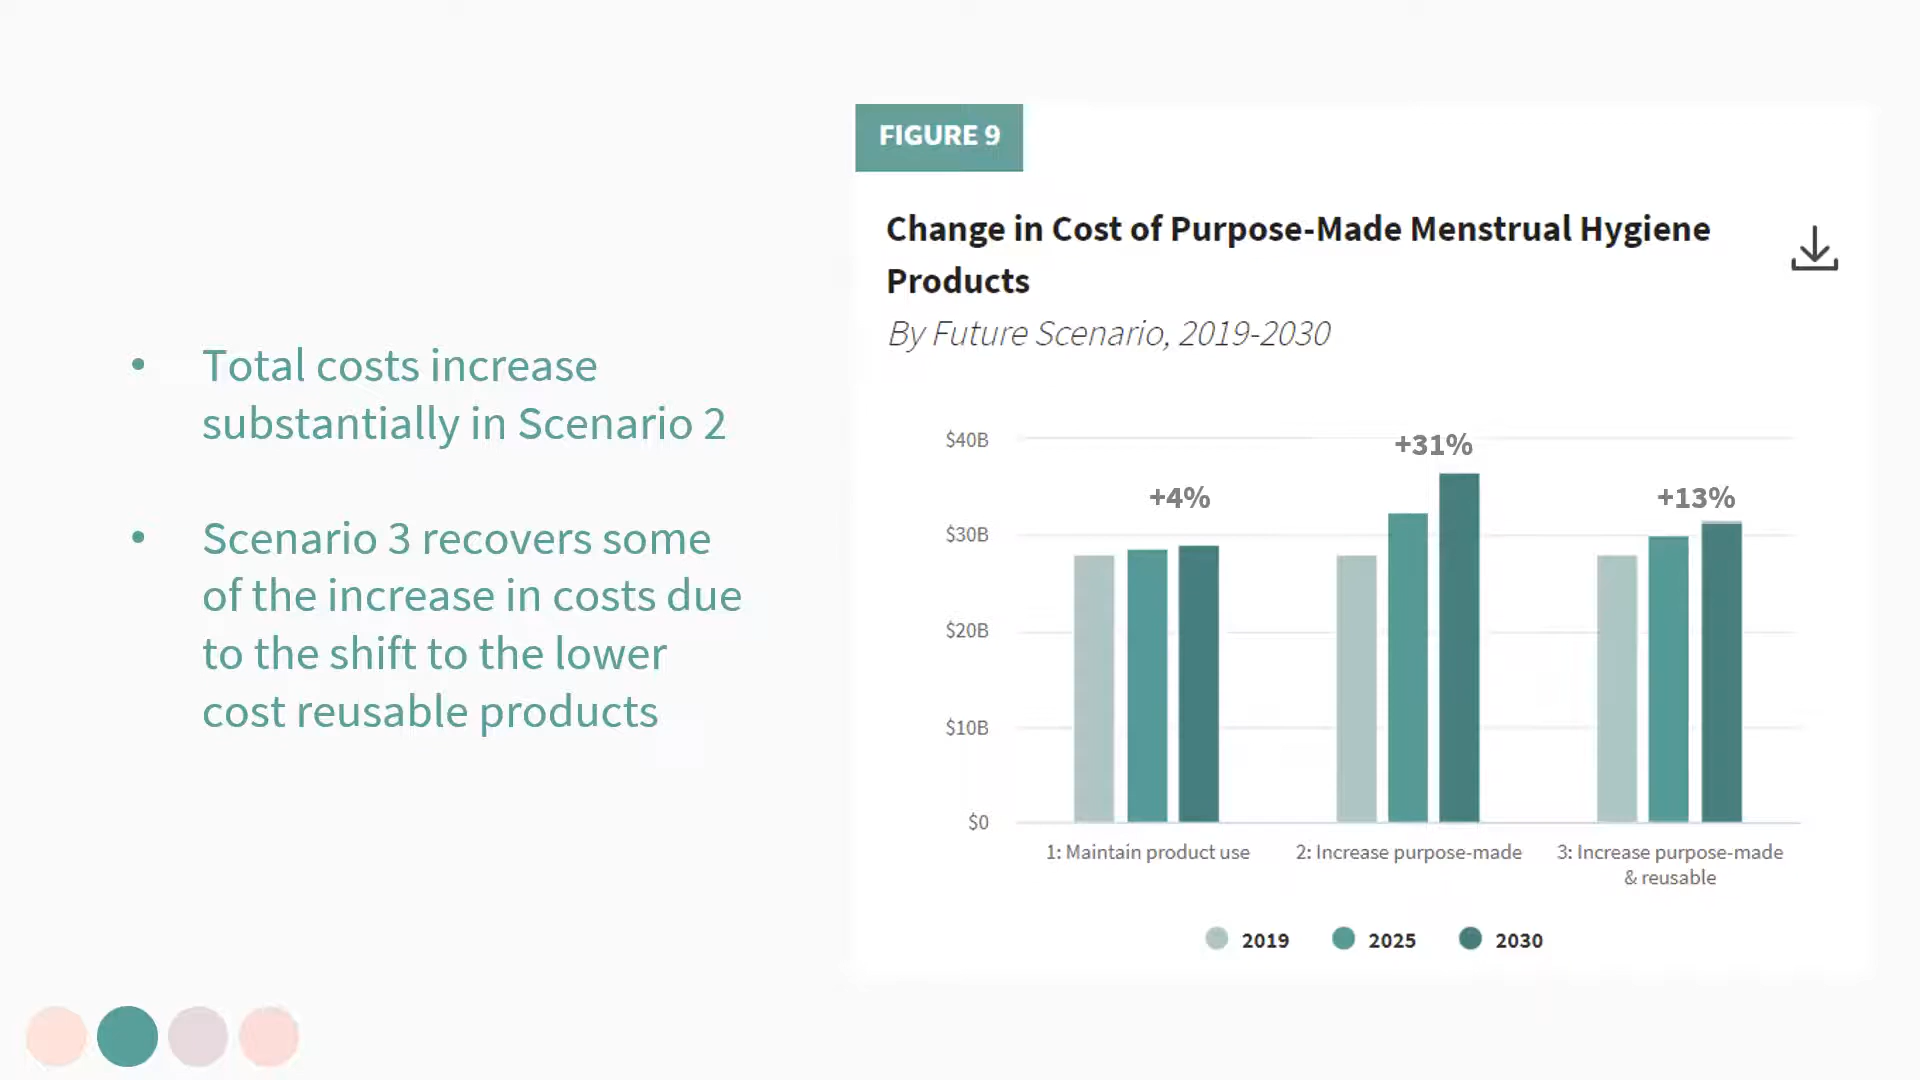 • Total costs increase
substantially in Scenario 2
• Scenario 3 recovers some
of the increase in costs due
to the shift to the lower
cost reusable products
FIGURE 9
Change in Cost of Purpose-Made Menstrual Hygiene
Products
By Future Scenario, 2019-2030
$40B
$30B
$20B
$10B
$0
+4%
+31%
+13%
1: Maintain product use
2: Increase purpose-made
3: Increase purpose-made
& reusable
2019
2025
2030